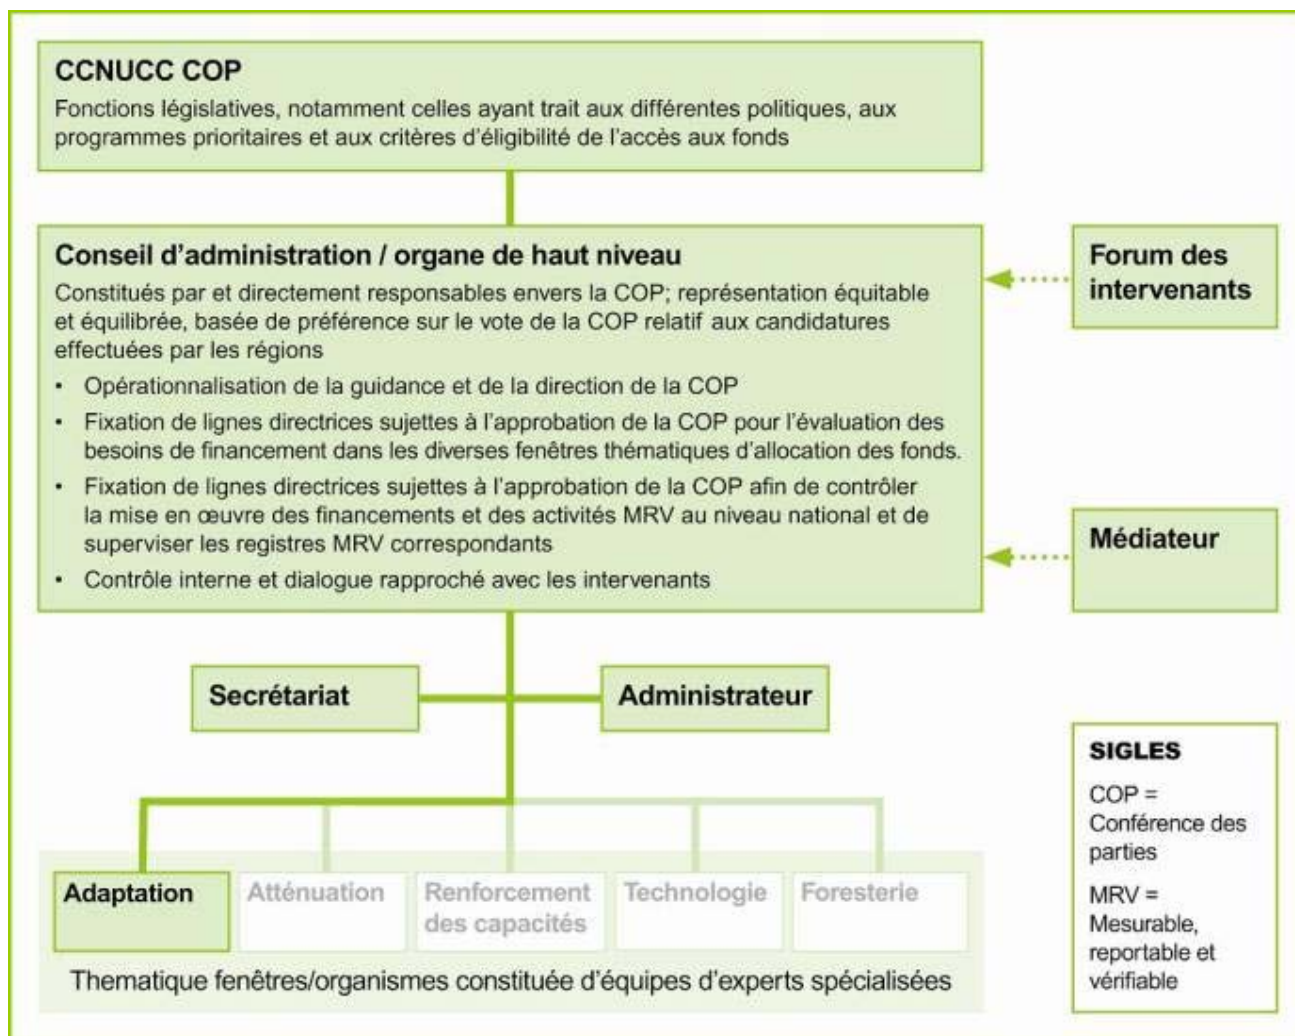 CCNUCC COP
Fonctions législatives, notamment celles ayant trait aux différentes politiques, aux
programmes prioritaires et aux critères d'éligibilité de l'accès aux fonds
Conseil d'administration / organe de haut niveau
Constitués par et directement responsables envers la COP; représentation équitable
et équilibrée, basée de préférence sur le vote de la COP relatif aux candidatures
effectuées par les régions
• Opérationnalisation de la guidance et de la direction de la COP
• Fixation de lignes directrices sujettes à l'approbation de la COP pour l'évaluation des
besoins de financement dans les diverses fenêtres thématiques d'allocation des fonds.
• Fixation de lignes directrices sujettes à l'approbation de la COP afin de contrôler
la mise en œuvre des financements et des activités MRV au niveau national et de
superviser les registres MRV correspondants
• Contrôle interne et dialogue rapproché avec les intervenants
Forum des
intervenants
Médiateur
Secrétariat
Administrateur
Adaptation
Atténuation
Renforcement
des capacités
Technologie
Foresterie
Thematique fenêtres/organismes constituée d'équipes d'experts spécialisées
SIGLES
COP =
Conférence des
parties
MRV =
Mesurable,
reportable et
vérifiable